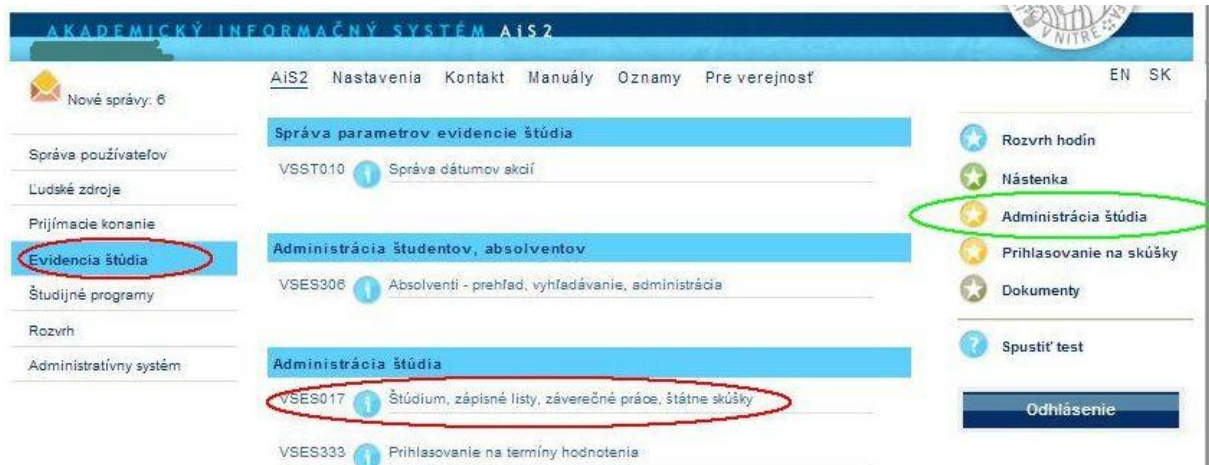 AKADEMICKÝ INFORMAČNÝ SYSTÉM AiS2
V NITRE
Nové správy: 6
Správa používateľov
Ľudské zdroje
Prijímacie konanie
Evidencia štúdia
Študijné programy
Rozvrh
Administratívny systém
AiS2 Nastavenia Kontakt Manuály Oznamy Pre verejnosť
EN SK
Správa parametrov evidencie štúdia
VSST010 Správa dátumov akcií
Administrácia študentov, absolventov
VSES306 Absolventi - prehľad, vyhľadávanie, administrácia
Administrácia štúdia
VSES017 Štúdium, zápisné listy, záverečné práce, štátne skúšky
VSES333 Prihlasovanie na termíny hodnotenia
Rozvrh hodín
Nástenka
Administrácia štúdia
Prihlasovanie na skúšky
Dokumenty
Spustiť test
Odhlásenie